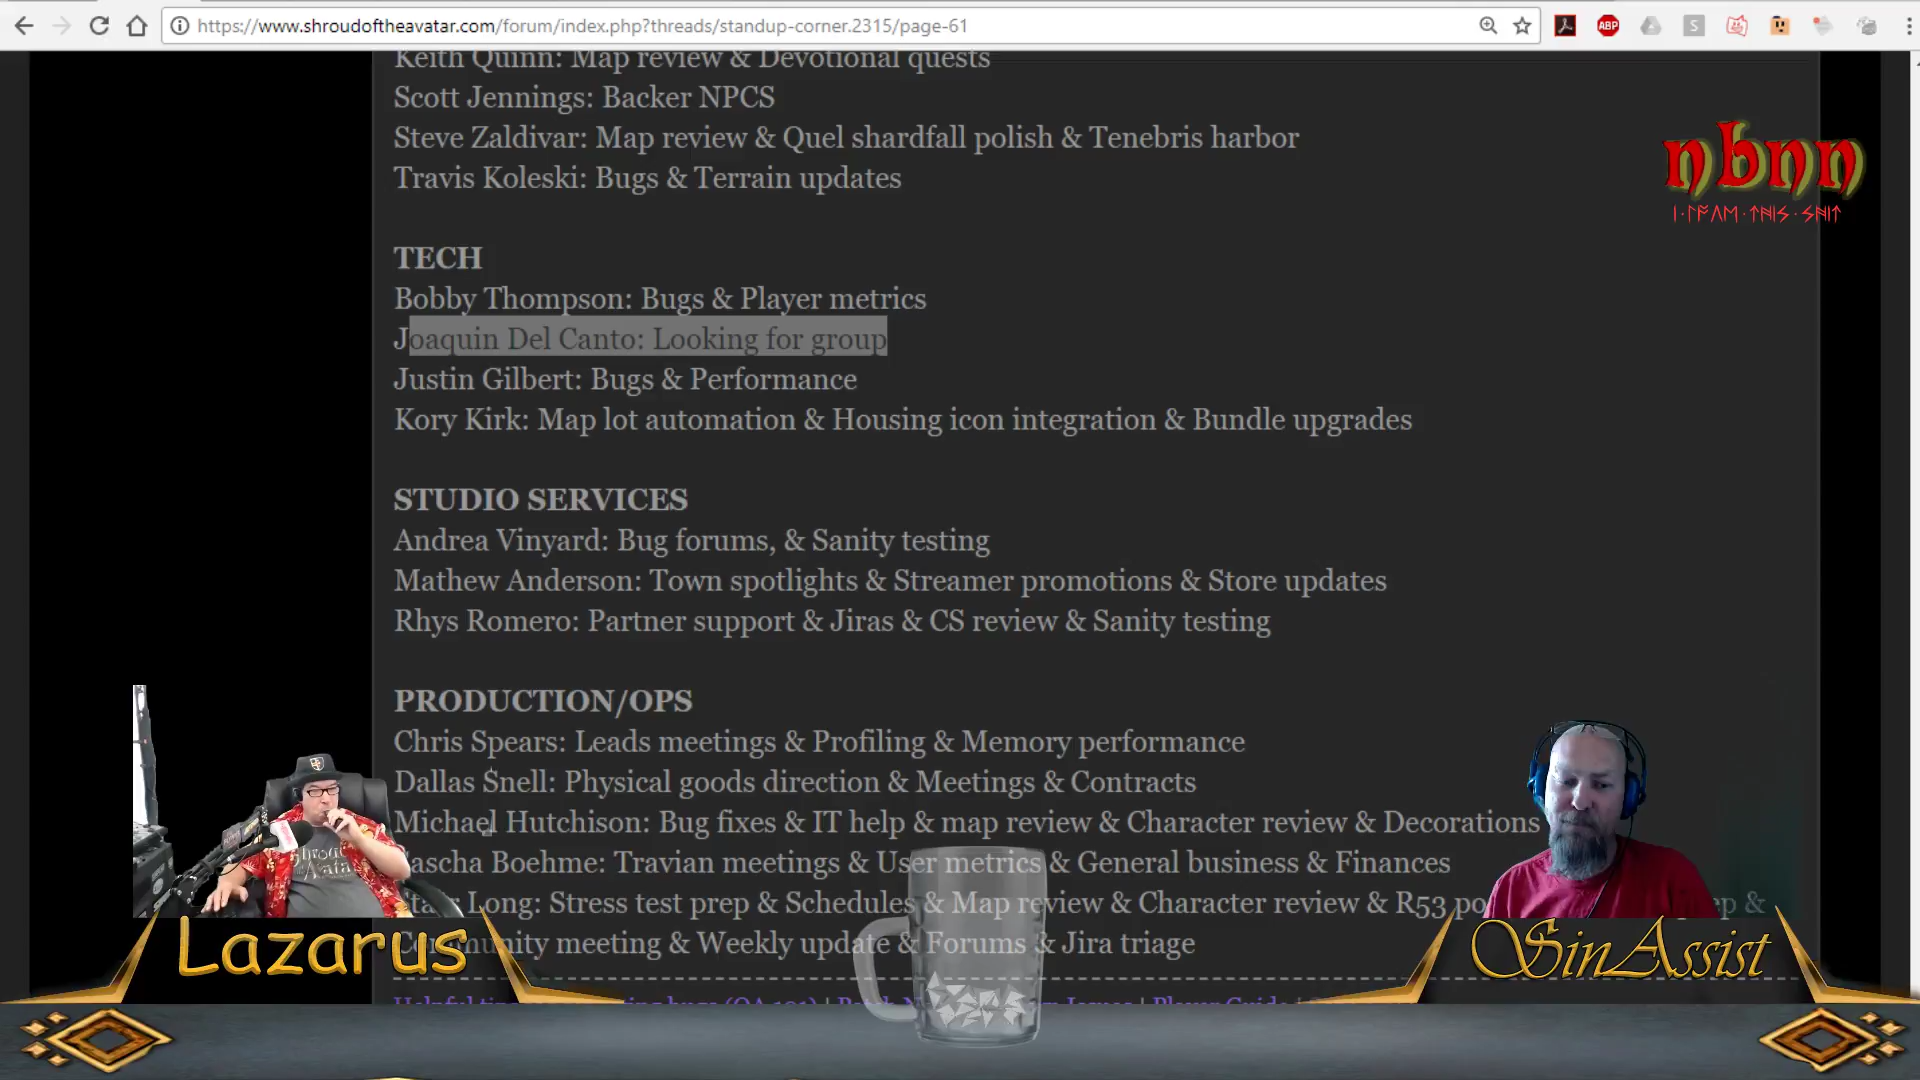 https://www.shroudoftheavatar.com/forum/index.php?threads/standup-corner.2315/page-61
ABP
S
Keith Quinn: Map review & Devotional quests
Scott Jennings: Backer NPCS
Steve Zaldivar: Map review & Quel shardfall polish & Tenebris harbor
Travis Koleski: Bugs & Terrain updates
nbnn
TECH
Bobby Thompson: Bugs & Player metrics
Joaquin Del Canto: Looking for group
Justin Gilbert: Bugs & Performance
Kory Kirk: Map lot automation & Housing icon integration & Bundle upgrades
STUDIO SERVICES
Andrea Vinyard: Bug forums, & Sanity testing
Mathew Anderson: Town spotlights & Streamer promotions & Store updates
Rhys Romero: Partner support & Jiras & CS review & Sanity testing
PRODUCTION/OPS
Chris Spears: Leads meetings & Profiling & Memory performance
Dallas Snell: Physical goods direction & Meetings & Contracts
Michael Hutchison: Bug fixes & IT help & map review & Character review & Decorations
Sascha Boehme: Travian meetings & User metrics & General business & Finances
Long: Stress test prep & Schedules & Map review & Character review & R53 &
Community meeting & Weekly update & Forums & Jira triage
Lazarus
SinAssist